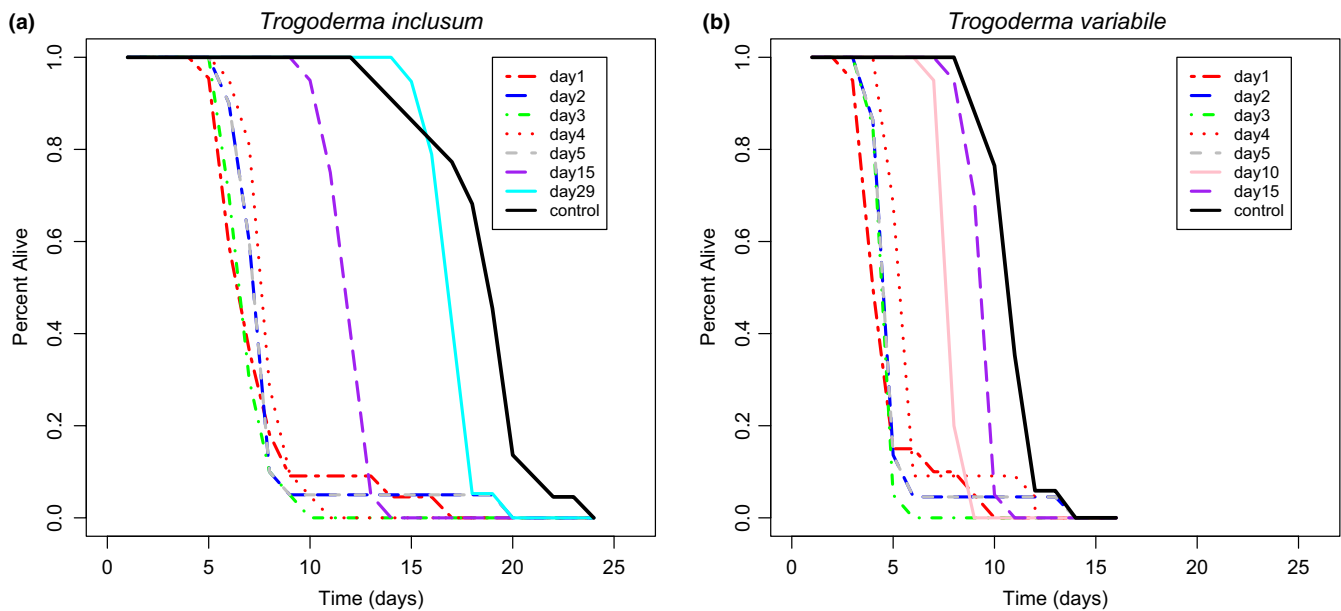 (a)
Trogoderma inclusum
Percent Alive
1.0
0.8
0.6
0.4
0.2
0.0
day1
day2
day3
day4
day5
day15
day29
control
0
5
10
15
20
25
Time (days)
(b)
Trogoderma variabile
Percent Alive
1.0
0.8
0.6
0.4
0.2
0.0
day1
day2
day3
day4
day5
day10
day15
control
0
5
10
15
20
25
Time (days)